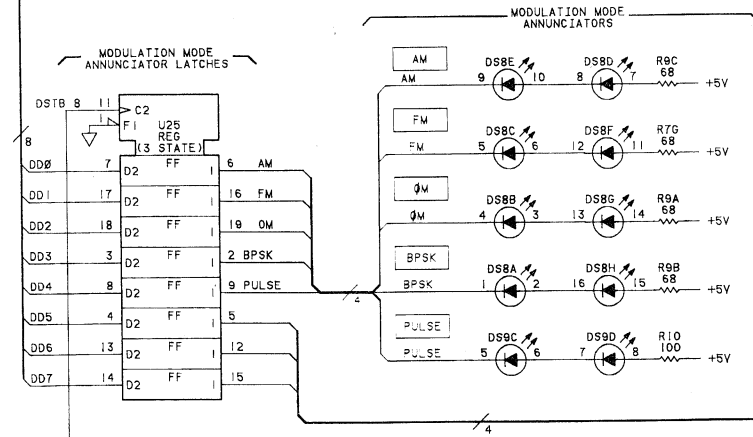 MODULATION MODE
ANNUNCIATORS
MODULATION MODE
ANNUNCIATOR LATCHES
DSTB 8 11 C2
1 F1
U25
REG
(3 STATE)
8
DD0 7 D2 FF 1 6 AM
DD1 17 D2 FF 1 16 FM
DD2 18 D2 FF 1 19 OM
DD3 3 D2 FF 1 2 BPSK
DD4 8 D2 FF 1 9 PULSE
DD5 4 D2 FF 1 5
DD6 13 D2 FF 1 12
DD7 14 D2 FF 1 15
4
4
AM
AM 9 DS8E 10 8 DS8D 7 R9C 68 +5V
FM
FM 5 DS8C 6 12 DS8F 11 R7G 68 +5V
ØM
ØM 4 DS8B 3 13 DS8G 14 R9A 68 +5V
BPSK
BPSK 1 DS8A 2 16 DS8H 15 R9B 68 +5V
PULSE
PULSE 5 DS9C 6 7 DS9D 8 R10 100 +5V